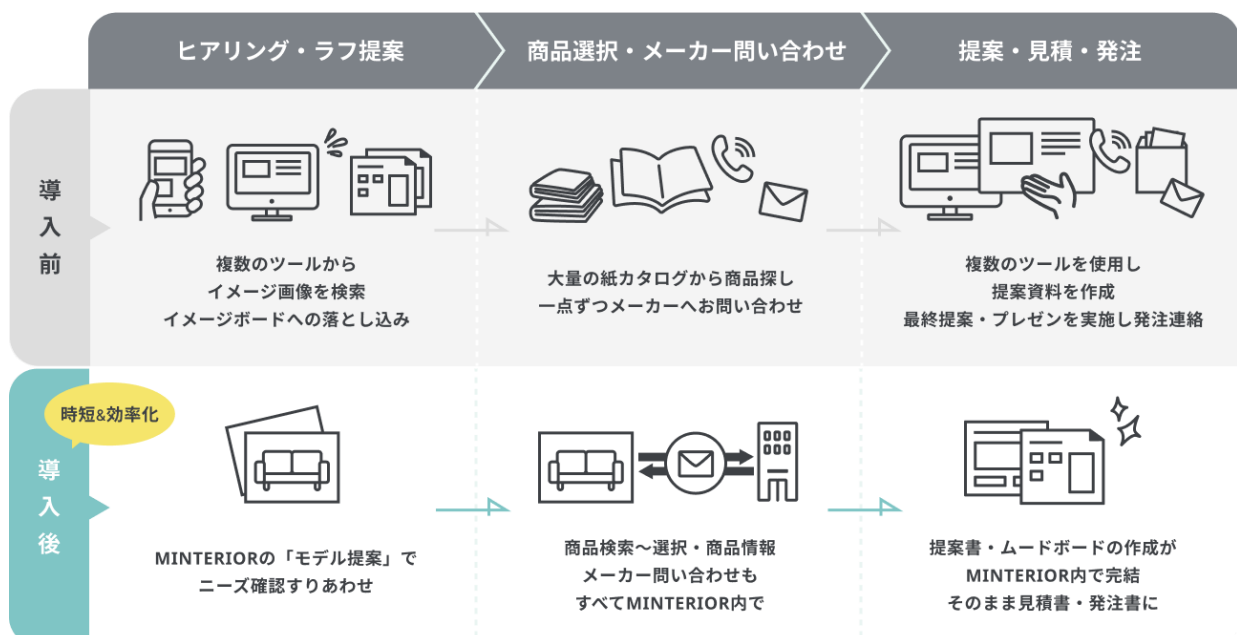 ヒアリング・ラフ提案
商品選択・メーカー問い合わせ
提案・見積・発注
導入前
複数のツールから
イメージ画像を検索
イメージボードへの落とし込み
大量の紙カタログから商品探し
一点ずつメーカーへお問い合わせ
複数のツールを使用し
提案資料を作成
最終提案・プレゼンを実施し発注連絡
時短&効率化
導入後
MINTERIORの「モデル提案」で
ニーズ確認すりあわせ
商品検索〜選択・商品情報
メーカー問い合わせも
すべてMINTERIOR内で
提案書・ムードボードの作成が
MINTERIOR内で完結
そのまま見積書・発注書に